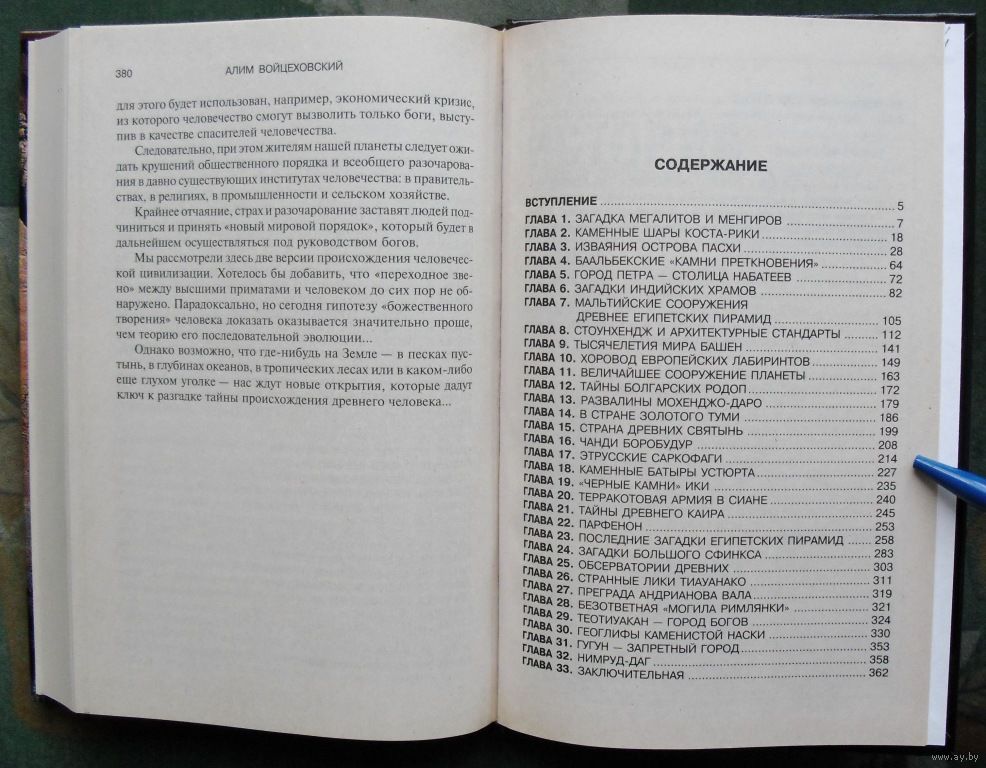 380
АЛИМ ВОЙЦЕХОВСКИЙ
для этого будет использован, например, экономический кризис,
из которого человечество смогут вызволить только боги, высту-
пив в качестве спасителей человечества.
Следовательно, при этом жителям нашей планеты следует ожи-
дать крушений общественного порядка и всеобщего разочарова-
ния в давно существующих институтах человечества: в правитель-
ствах, в религиях, в промышленности и сельском хозяйстве.
Крайнее отчаяние, страх и разочарование заставят людей под-
чиниться и принять «новый мировой порядок», который будет в
дальнейшем осуществляться под руководством богов.
Мы рассмотрели здесь две версии происхождения человечес-
кой цивилизации. Хотелось бы добавить, что «переходное зве-
но» между высшими приматами и человеком до сих пор не об-
наружено. Парадоксально, но сегодня гипотезу «божественного
творения» человека доказать оказывается значительно проще,
чем теорию его последовательной эволюции...
Однако возможно, что где-нибудь на Земле — в песках пус-
тынь, в глубинах океанов, в тропических лесах или в каком-либо
еще глухом уголке — нас ждут новые открытия, которые дадут
ключ к разгадке тайны происхождения древнего человека...
СОДЕРЖАНИЕ
ВСТУПЛЕНИЕ ... 5
ГЛАВА 1. ЗАГАДКА МЕГАЛИТОВ И МЕНГИРОВ ... 7
ГЛАВА 2. КАМЕННЫЕ ШАРЫ КОСТА-РИКИ ... 18
ГЛАВА 3. ИЗВАЯНИЯ ОСТРОВА ПАСХИ ... 28
ГЛАВА 4. БААЛЬБЕКСКИЕ «КАМНИ ПРЕТКНОВЕНИЯ» ... 64
ГЛАВА 5. ГОРОД ПЕТРА — СТОЛИЦА НАБАТЕЕВ ... 72
ГЛАВА 6. ЗАГАДКИ ИНДИЙСКИХ ХРАМОВ ... 82
ГЛАВА 7. МАЛЬТИЙСКИЕ СООРУЖЕНИЯ
ДРЕВНЕЕ ЕГИПЕТСКИХ ПИРАМИД ... 105
ГЛАВА 8. СТОУНХЕНДЖ И АРХИТЕКТУРНЫЕ СТАНДАРТЫ ... 112
ГЛАВА 9. ТЫСЯЧЕЛЕТИЯ МИРА БАШЕН ... 141
ГЛАВА 10. ХОРОВОД ЕВРОПЕЙСКИХ ЛАБИРИНТОВ ... 149
ГЛАВА 11. ВЕЛИЧАЙШЕЕ СООРУЖЕНИЕ ПЛАНЕТЫ ... 163
ГЛАВА 12. ТАЙНЫ БОЛГАРСКИХ РОДОП ... 172
ГЛАВА 13. РАЗВАЛИНЫ МОХЕНДЖО-ДАРО ... 179
ГЛАВА 14. В СТРАНЕ ЗОЛОТОГО ТУМИ ... 186
ГЛАВА 15. СТРАНА ДРЕВНИХ СВЯТЫНЬ ... 199
ГЛАВА 16. ЧАНДИ БОРОБУДУР ... 208
ГЛАВА 17. ЭТРУССКИЕ САРКОФАГИ ... 214
ГЛАВА 18. КАМЕННЫЕ БАТЫРЫ УСТЮРТА ... 227
ГЛАВА 19. «ЧЕРНЫЕ КАМНИ» ИКИ ... 235
ГЛАВА 20. ТЕРРАКОТОВАЯ АРМИЯ В СИАНЕ ... 240
ГЛАВА 21. ТАЙНЫ ДРЕВНЕГО КАИРА ... 245
ГЛАВА 22. ПАРФЕНОН ... 253
ГЛАВА 23. ПОСЛЕДНИЕ ЗАГАДКИ ЕГИПЕТСКИХ ПИРАМИД ... 258
ГЛАВА 24. ЗАГАДКИ БОЛЬШОГО СФИНКСА ... 283
ГЛАВА 25. ОБСЕРВАТОРИИ ДРЕВНИХ ... 303
ГЛАВА 26. СТРАННЫЕ ЛИКИ ТИАУАНАКО ... 311
ГЛАВА 27. ПРЕГРАДА АНДРИАНОВА ВАЛА ... 319
ГЛАВА 28. БЕЗОТВЕТНАЯ «МОГИЛА РИМЛЯНКИ» ... 321
ГЛАВА 29. ТЕОТИУАКАН — ГОРОД БОГОВ ... 324
ГЛАВА 30. ГЕОГЛИФЫ КАМЕНИСТОЙ НАСКИ ... 330
ГЛАВА 31. ГУГУН — ЗАПРЕТНЫЙ ГОРОД ... 353
ГЛАВА 32. НИМРУД-ДАГ ... 358
ГЛАВА 33. ЗАКЛЮЧИТЕЛЬНАЯ ... 362
www.ay.by